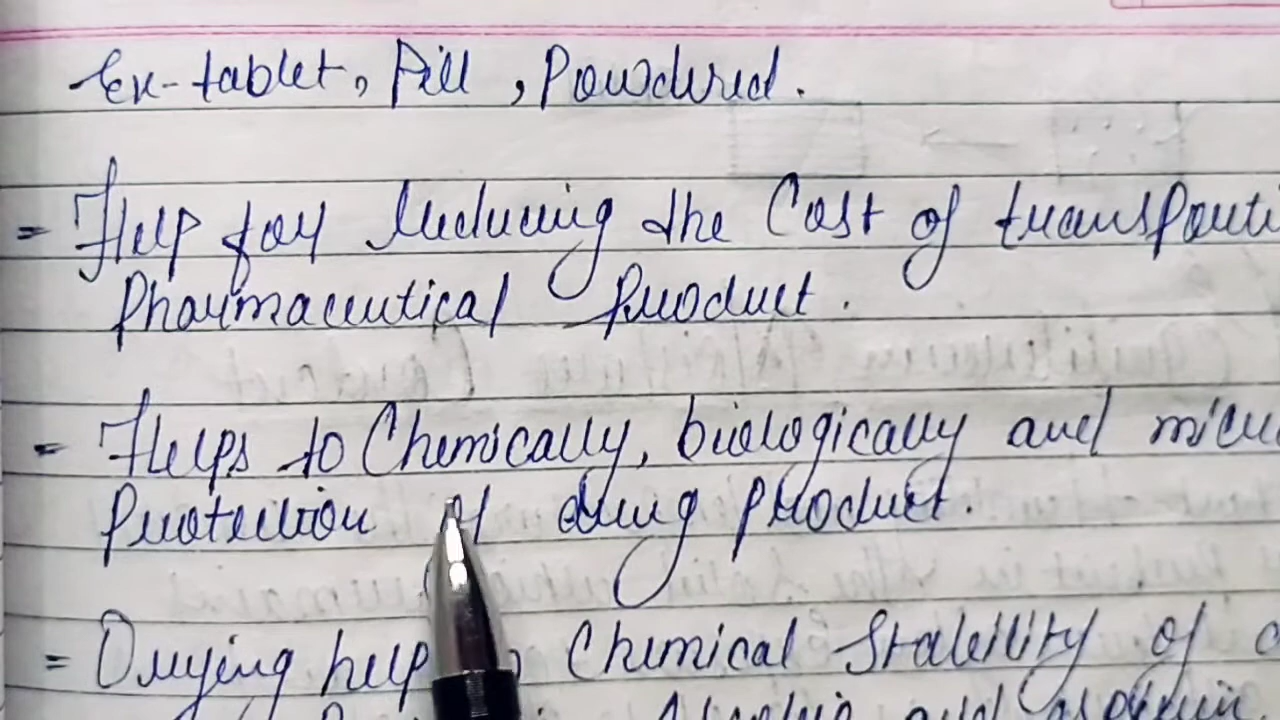 Ex-tablet, Pill, Powdered.
= Help for reducing the Cost of transporti
Pharmaceutical Product.
= Helps to Chemically, biologically and micr
Protection of drug product.
= Drying help Chemical Stability of
and